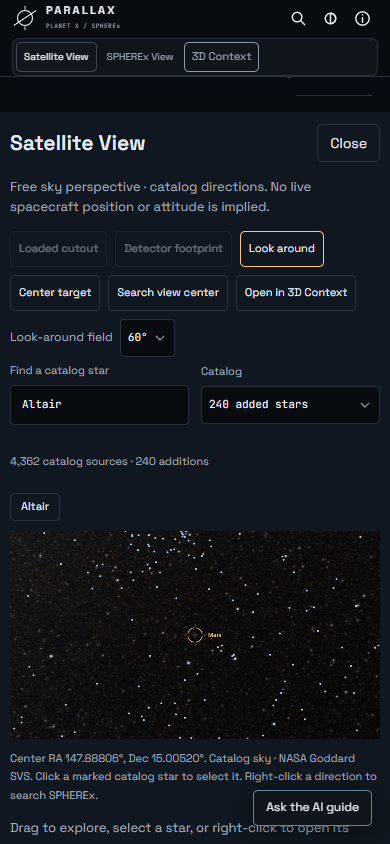 PARALLAX
PLANET X / SPHEREx
Satellite View
SPHEREx View
3D Context
Satellite View
Close
Free sky perspective · catalog directions. No live
spacecraft position or attitude is implied.
Loaded cutout
Detector footprint
Look around
Center target
Search view center
Open in 3D Context
Look-around field
60°
Find a catalog star
Catalog
Altair
240 added stars
4,362 catalog sources · 240 additions
Altair
Mars
Center RA 147.88806°, Dec 15.00520°. Catalog sky · NASA Goddard
SVS. Click a marked catalog star to select it. Right-click a direction to
search SPHEREx.
Ask the AI guide
Drag to explore, select a star, or right-click to open its